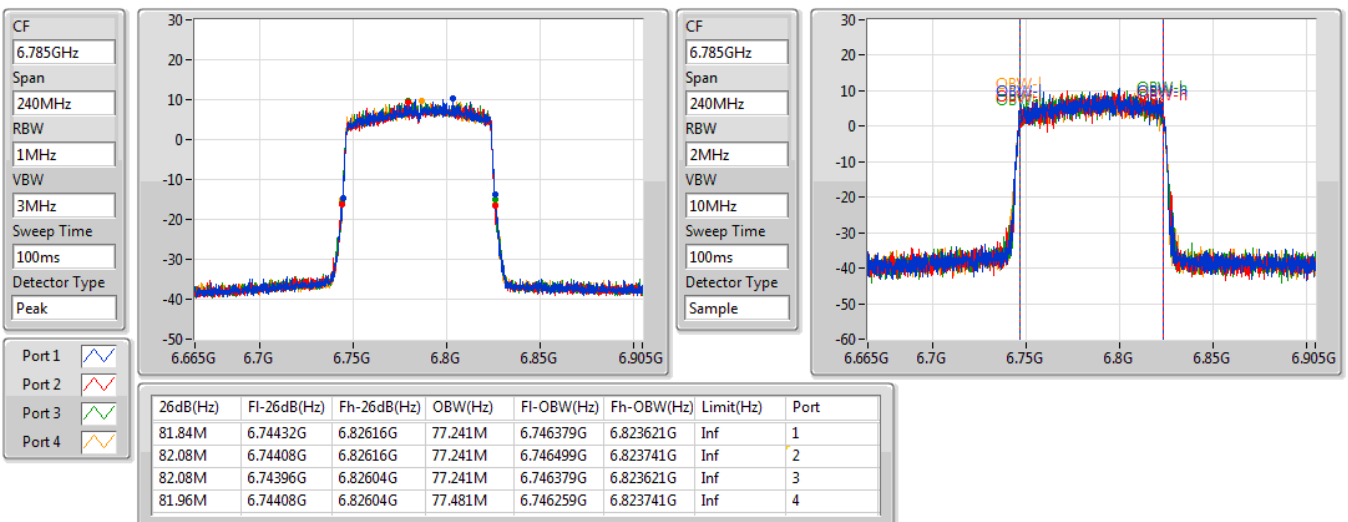 CF
6.785GHz
Span
240MHz
RBW
1MHz
VBW
3MHz
Sweep Time
100ms
Detector Type
Peak
30
20
10
0
-10
-20
-30
-40
-50
6.665G 6.7G 6.75G 6.8G 6.85G 6.905G
CF
6.785GHz
Span
240MHz
RBW
2MHz
VBW
10MHz
Sweep Time
100ms
Detector Type
Sample
30
20
10
0
-10
-20
-30
-40
-50
-60
OBW-l OBW-h
6.665G 6.7G 6.75G 6.8G 6.85G 6.905G
Port 1
Port 2
Port 3
Port 4
26dB(Hz) Fl-26dB(Hz) Fh-26dB(Hz) OBW(Hz) Fl-OBW(Hz) Fh-OBW(Hz) Limit(Hz) Port
81.84M 6.74432G 6.82616G 77.241M 6.746379G 6.823621G Inf 1
82.08M 6.74408G 6.82616G 77.241M 6.746499G 6.823741G Inf 2
82.08M 6.74396G 6.82604G 77.241M 6.746379G 6.823621G Inf 3
81.96M 6.74408G 6.82604G 77.481M 6.746259G 6.823741G Inf 4